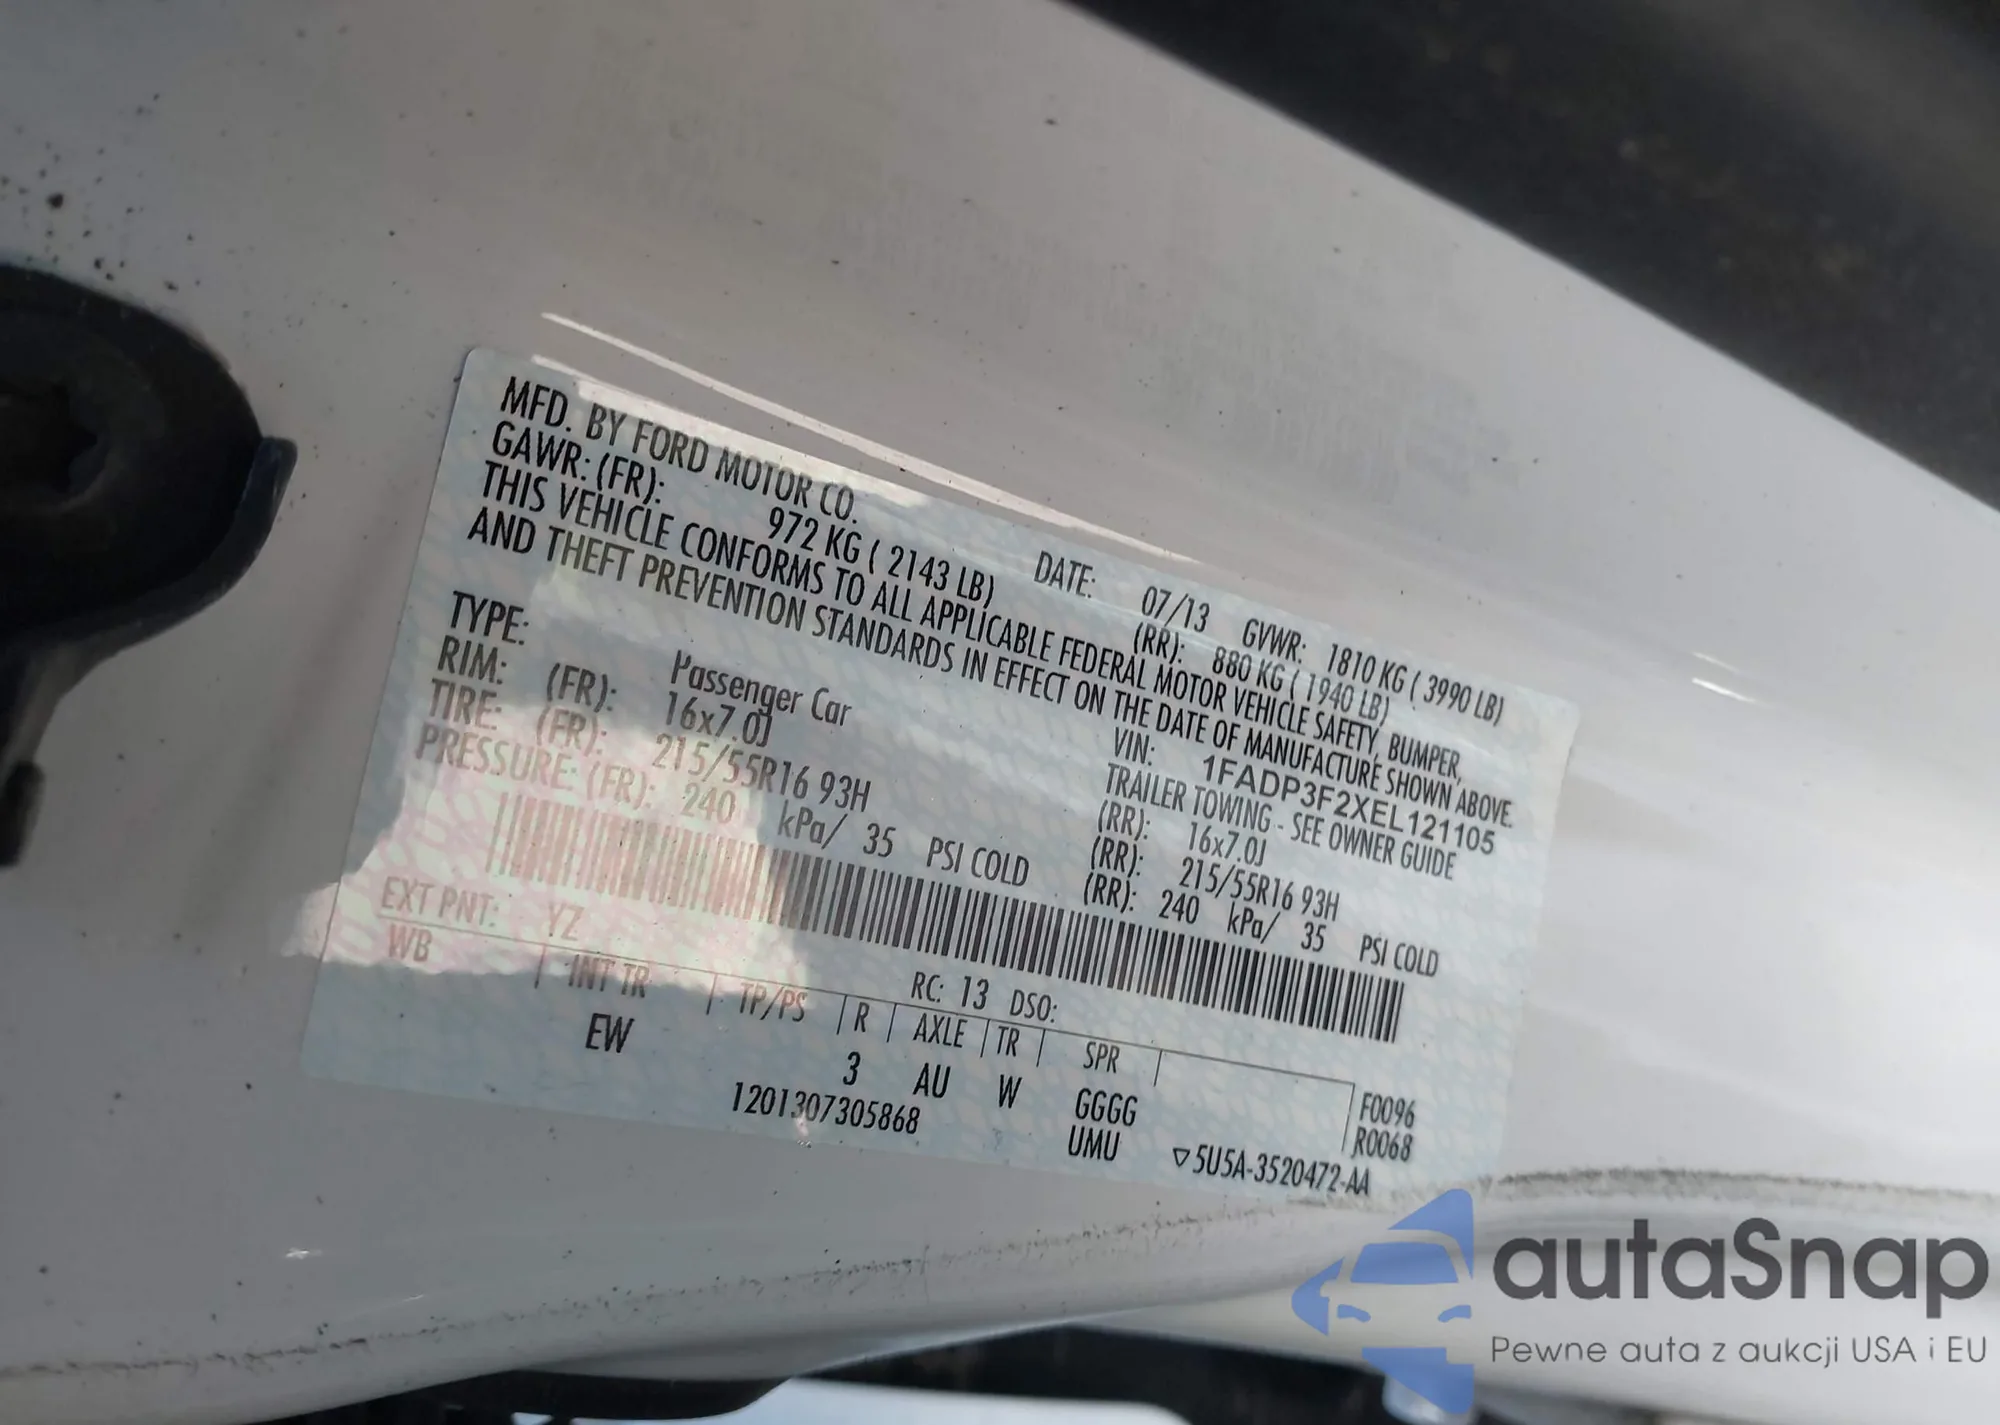 MFD. BY FORD MOTOR CO. DATE: 07/13 GVWR: 1810 KG ( 3990 LB)
GAWR: (FR): 972 KG ( 2143 LB) (RR): 880 KG ( 1940 LB)
THIS VEHICLE CONFORMS TO ALL APPLICABLE FEDERAL MOTOR VEHICLE SAFETY, BUMPER,
AND THEFT PREVENTION STANDARDS IN EFFECT ON THE DATE OF MANUFACTURE SHOWN ABOVE.
VIN: 1FADP3F2XEL121105
TYPE: Passenger Car TRAILER TOWING - SEE OWNER GUIDE
RIM: (FR): 16x7.0J (RR): 16x7.0J
TIRE: (FR): 215/55R16 93H (RR): 215/55R16 93H
PRESSURE: (FR): 240 kPa/ 35 PSI COLD (RR): 240 kPa/ 35 PSI COLD
EXT PNT: YZ RC: 13 DSO:
WB INT TR TP/PS R AXLE TR SPR
EW 3 AU W GGGG F0096
UMU R0068
1201307305868 ▽5U5A-3520472-AA
autaSnap
Pewne auta z aukcji USA i EU